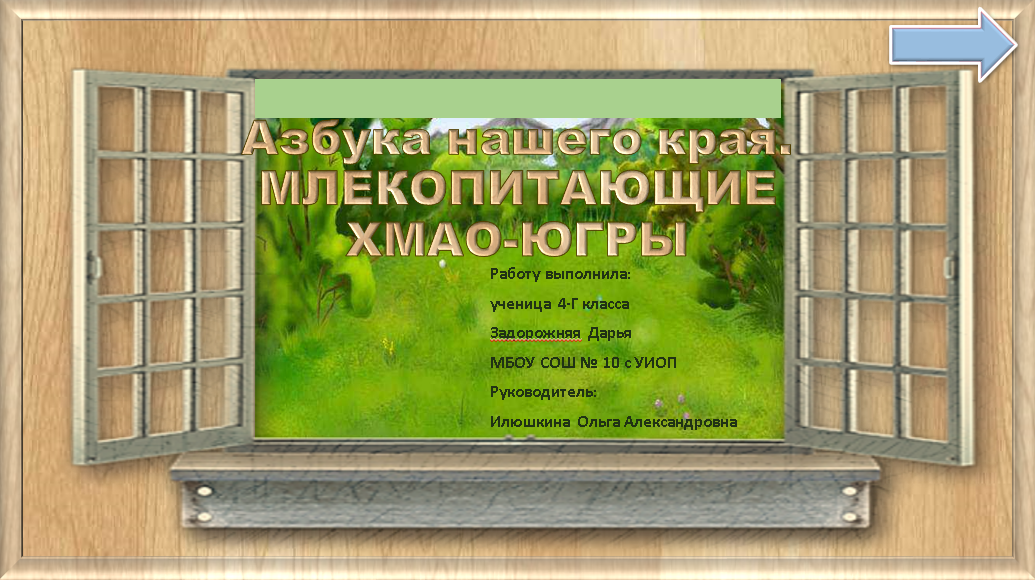 Азбука нашего края.
МЛЕКОПИТАЮЩИЕ
ХМАО-ЮГРЫ
Работу выполнила:
ученица 4-Г класса
Задорожняя Дарья
МБОУ СОШ № 10 с УИОП
Руководитель:
Илюшкина Ольга Александровна